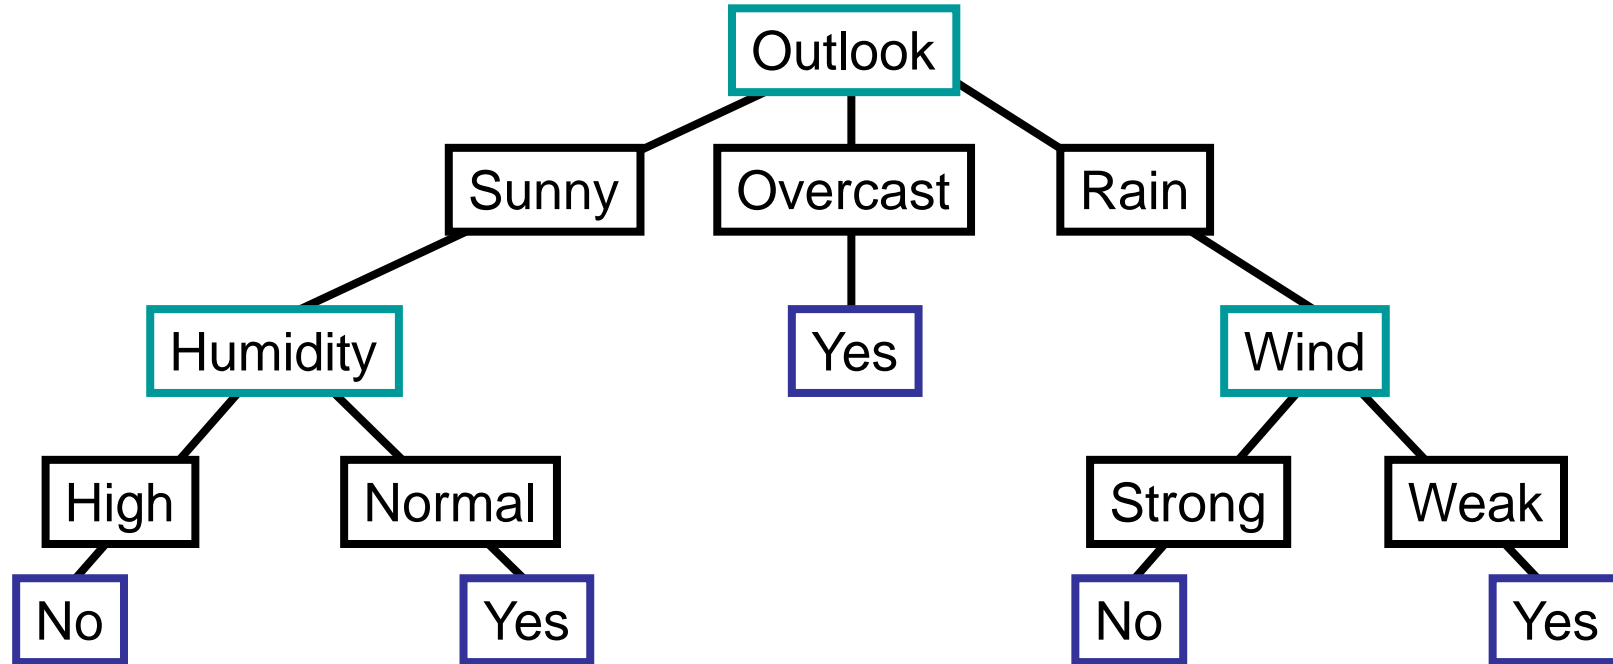 Outlook
Sunny
Overcast
Rain
Humidity
Yes
Wind
High
Normal
Strong
Weak
No
Yes
No
Yes